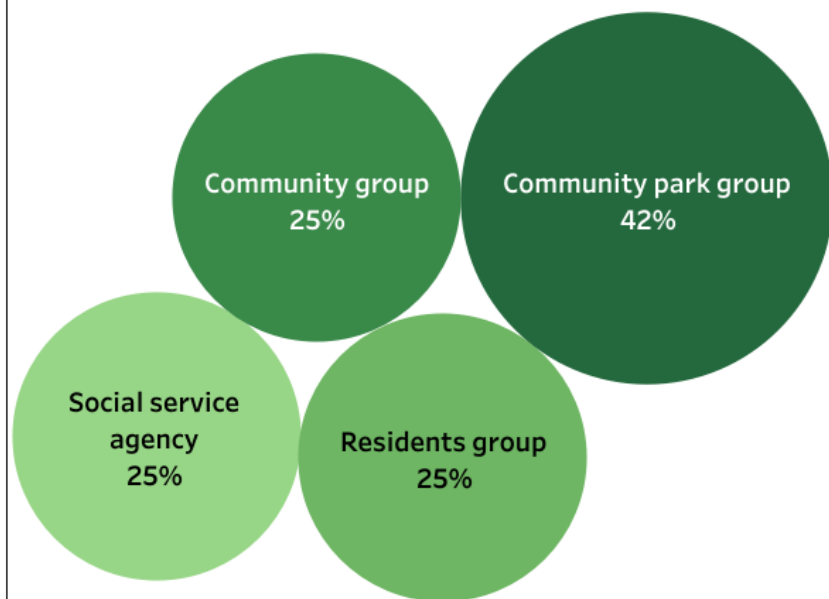 Community group
25%
Community park group
42%
Social service
agency
25%
Residents group
25%